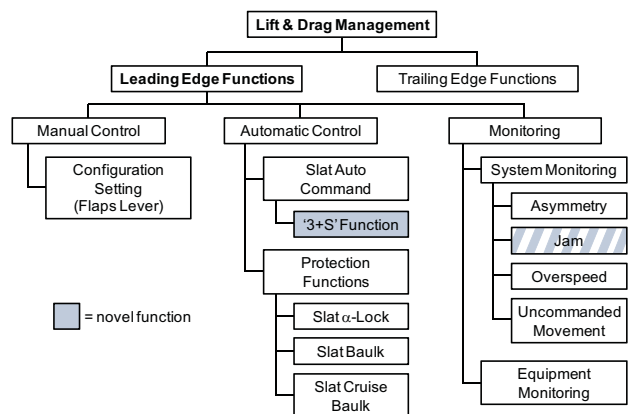 Lift & Drag Management
Leading Edge Functions
Trailing Edge Functions
Manual Control
Automatic Control
Monitoring
Configuration
Setting
(Flaps Lever)
Slat Auto
Command
'3+S' Function
Protection
Functions
Slat α-Lock
Slat Baulk
Slat Cruise
Baulk
System Monitoring
Asymmetry
Jam
Overspeed
Uncommanded
Movement
Equipment
Monitoring
= novel function